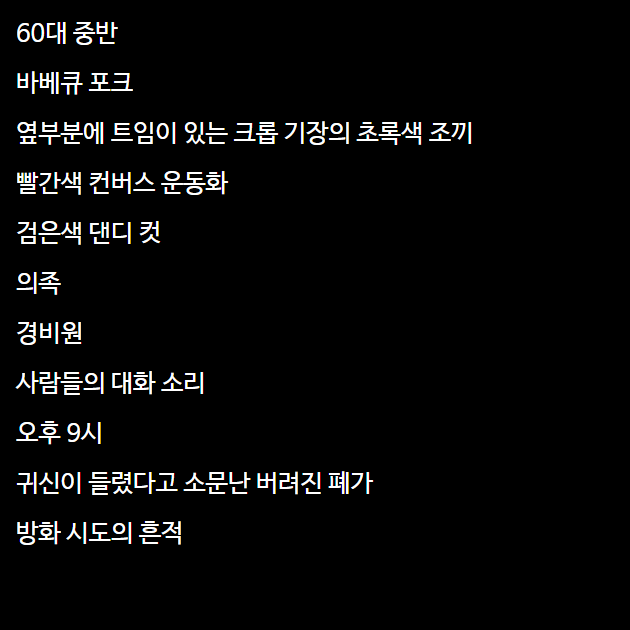 60대 중반
바베큐 포크
옆부분에 트임이 있는 크롭 기장의 초록색 조끼
빨간색 컨버스 운동화
검은색 댄디 컷
의족
경비원
사람들의 대화 소리
오후 9시
귀신이 들렸다고 소문난 버려진 폐가
방화 시도의 흔적